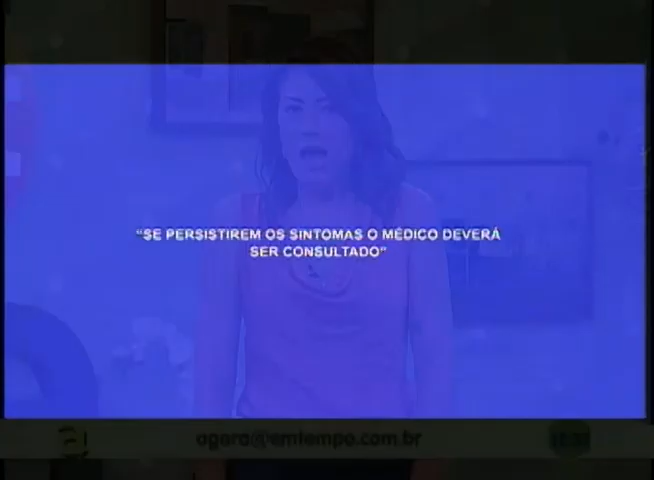 "SE PERSISTIREM OS SINTOMAS O MÉDICO DEVERÁ
SER CONSULTADO"
agora@emtempo.com.br